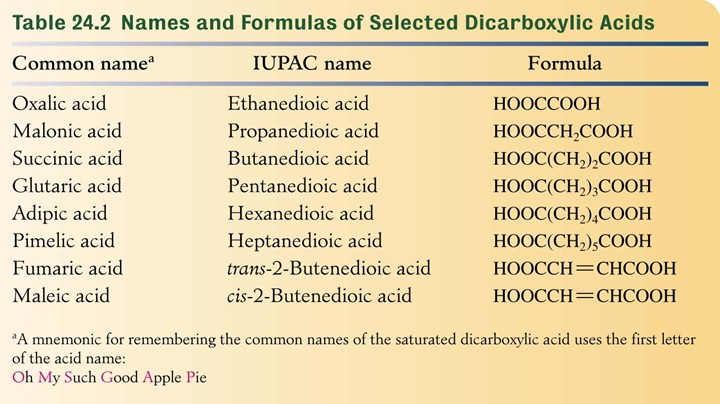 Table 24.2 Names and Formulas of Selected Dicarboxylic Acids
Common nameᵃ IUPAC name Formula
Oxalic acid Ethanedioic acid HOOCCOOH
Malonic acid Propanedioic acid HOOCCH₂COOH
Succinic acid Butanedioic acid HOOC(CH₂)₂COOH
Glutaric acid Pentanedioic acid HOOC(CH₂)₃COOH
Adipic acid Hexanedioic acid HOOC(CH₂)₄COOH
Pimelic acid Heptanedioic acid HOOC(CH₂)₅COOH
Fumaric acid trans-2-Butenedioic acid HOOCCH=CHCOOH
Maleic acid cis-2-Butenedioic acid HOOCCH=CHCOOH
ᵃA mnemonic for remembering the common names of the saturated dicarboxylic acid uses the first letter
of the acid name:
Oh My Such Good Apple Pie